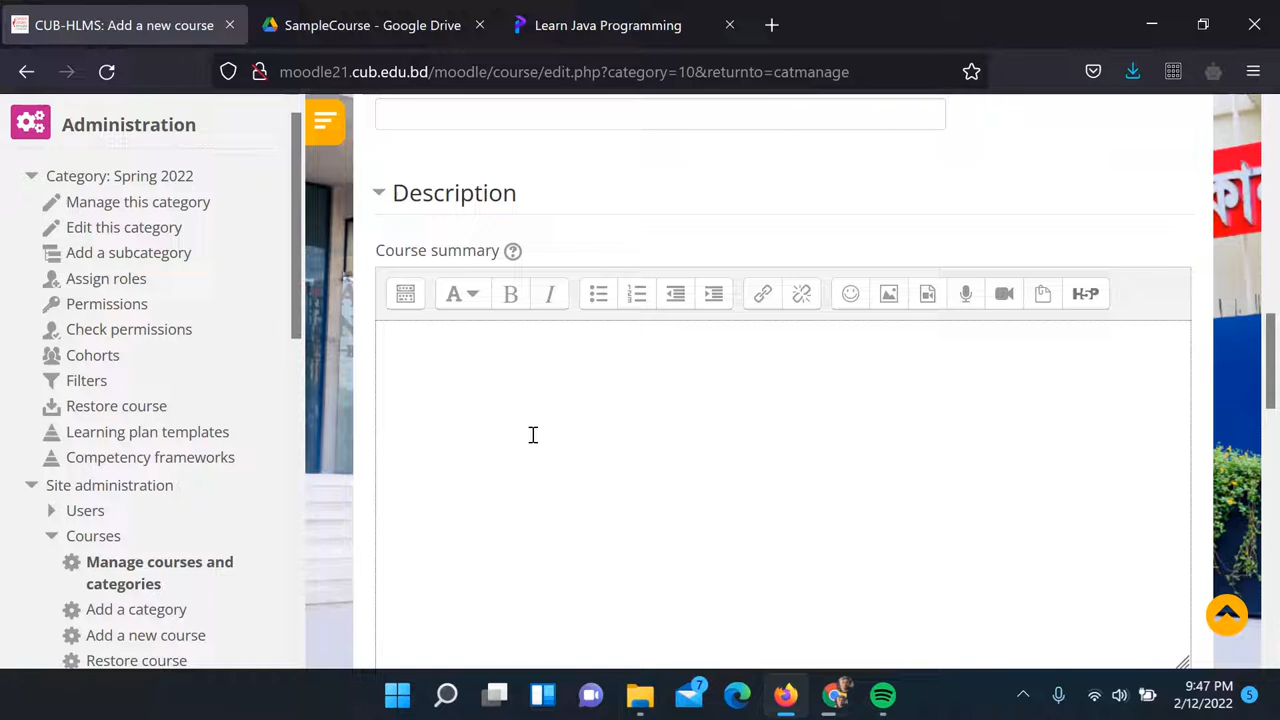 CUB-HLMS: Add a new course
SampleCourse - Google Drive
Learn Java Programming
moodle21.cub.edu.bd/moodle/course/edit.php?category=10&returnto=catmanage
Administration
Category: Spring 2022
Manage this category
Edit this category
Add a subcategory
Assign roles
Permissions
Check permissions
Cohorts
Filters
Restore course
Learning plan templates
Competency frameworks
Site administration
Users
Courses
Manage courses and
categories
Add a category
Add a new course
Restore course
Description
Course summary
A
B
I
H5P
7
9:47 PM
2/12/2022
5